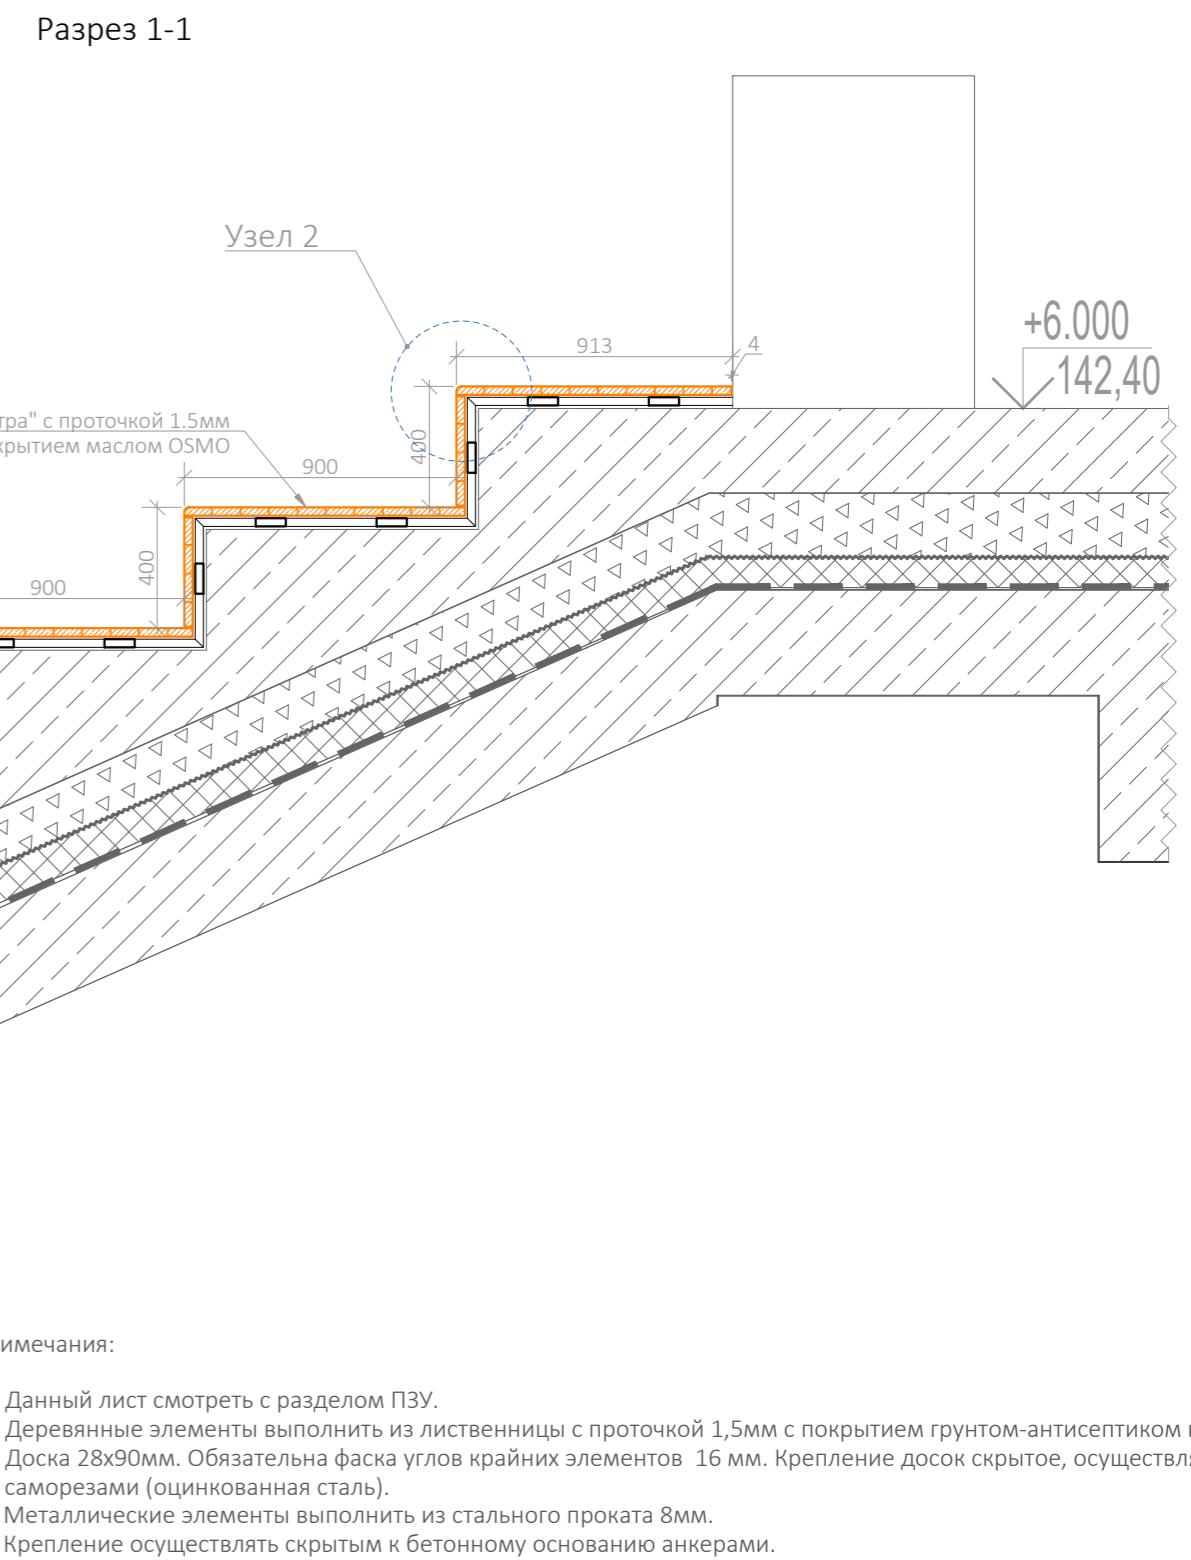 Разрез 1-1
Узел 2
913
4
+6.000
142,40
тра" с проточкой 1.5мм
крытием маслом OSMO
400
900
400
900
имечания:
Данный лист смотреть с разделом ПЗУ.
Деревянные элементы выполнить из лиственницы с проточкой 1,5мм с покрытием грунтом-антисептиком
Доска 28х90мм. Обязательна фаска углов крайних элементов 16 мм. Крепление досок скрытое, осуществля
саморезами (оцинкованная сталь).
Металлические элементы выполнить из стального проката 8мм.
Крепление осуществлять скрытым к бетонному основанию анкерами.